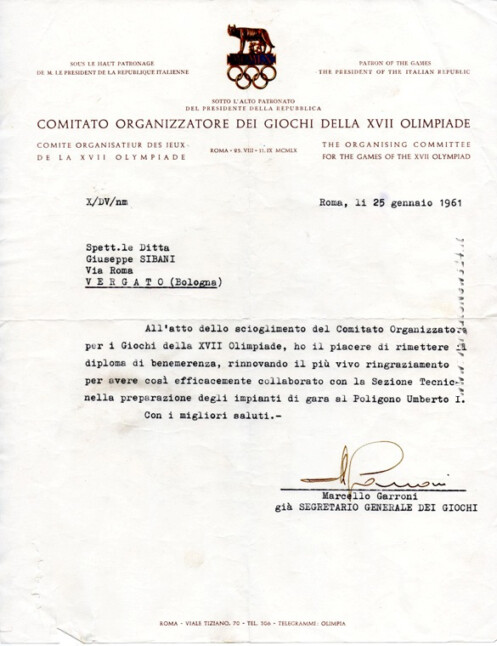 SOUS LE HAUT PATRONAGE
DE M. LE PRESIDENT DE LA REPUBLIQUE ITALIENNE
PATRON OF THE GAMES
THE PRESIDENT OF THE ITALIAN REPUBLIC
SOTTO L'ALTO PATRONATO
DEL PRESIDENTE DELLA REPUBBLICA
COMITATO ORGANIZZATORE DEI GIOCHI DELLA XVII OLIMPIADE
COMITE ORGANISATEUR DES JEUX
DE LA XVII OLYMPIADE
ROMA - 25. VIII - 11. IX MCMLX
THE ORGANISING COMMITTEE
FOR THE GAMES OF THE XVII OLYMPIAD
X/DV/nm
Roma, lì 25 gennaio 1961
Spett.le Ditta
Giuseppe SIBANI
Via Roma
V E R G A T O (Bologna)
All'atto dello scioglimento del Comitato Organizzatore
per i Giochi della XVII Olimpiade, ho il piacere di rimettere
diploma di benemerenza, rinnovando il più vivo ringraziamento
per avere così efficacemente collaborato con la Sezione Tecnic
nella preparazione degli impianti di gara al Poligono Umberto I.
Con i migliori saluti.-
Marcello Garroni
già SEGRETARIO GENERALE DEI GIOCHI
ROMA - VIALE TIZIANO, 70 - TEL. 306 - TELEGRAMME: OLIMPIA